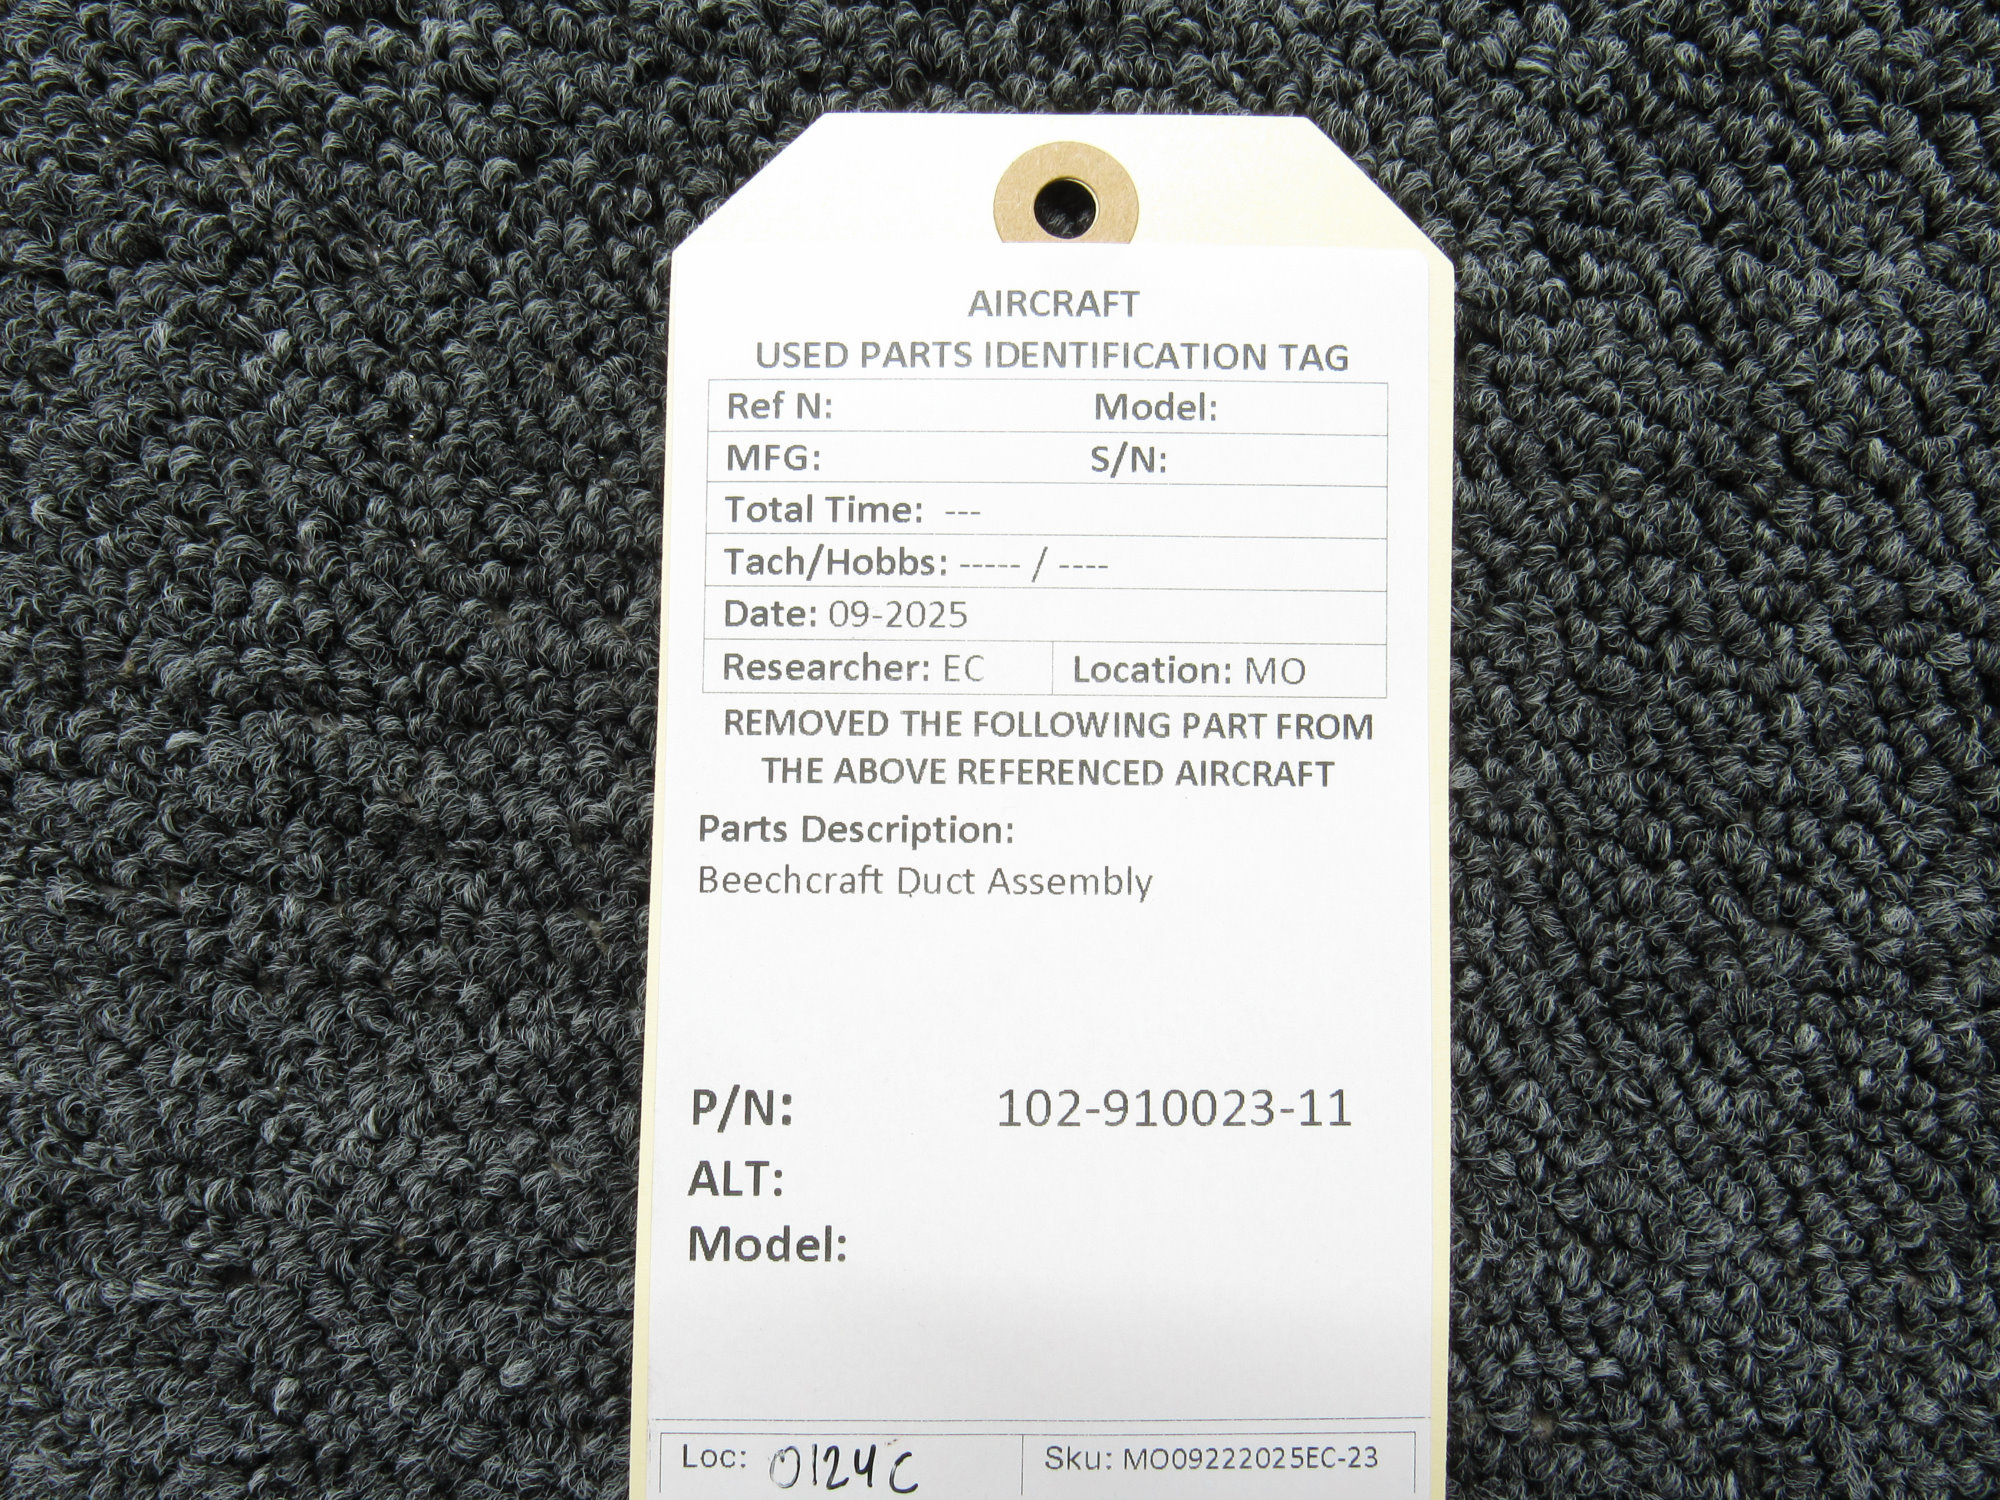 AIRCRAFT
USED PARTS IDENTIFICATION TAG
Ref N: Model:
MFG: S/N:
Total Time: ---
Tach/Hobbs: ----- / ----
Date: 09-2025
Researcher: EC Location: MO
REMOVED THE FOLLOWING PART FROM
THE ABOVE REFERENCED AIRCRAFT
Parts Description:
Beechcraft Duct Assembly
P/N: 102-910023-11
ALT:
Model:
Loc: 0124C Sku: MO09222025EC-23